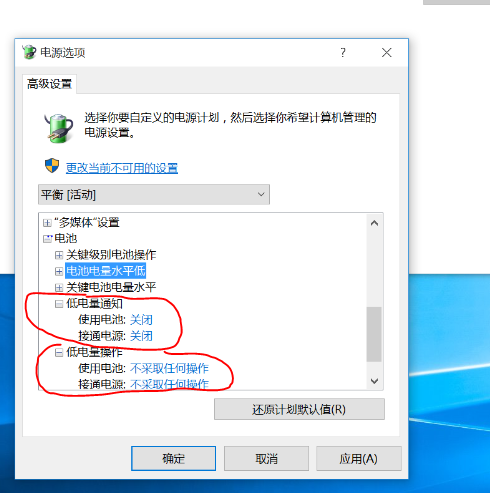 电源选项
高级设置
选择你要自定义的电源计划，然后选择你希望计算机管理的
电源设置。
更改当前不可用的设置
平衡 [活动]
“多媒体”设置
电池
关键级别电池操作
电池电量水平低
关键电池电量水平
低电量通知
使用电池: 关闭
接通电源: 关闭
低电量操作
使用电池: 不采取任何操作
接通电源: 不采取任何操作
还原计划默认值(R)
确定
取消
应用(A)